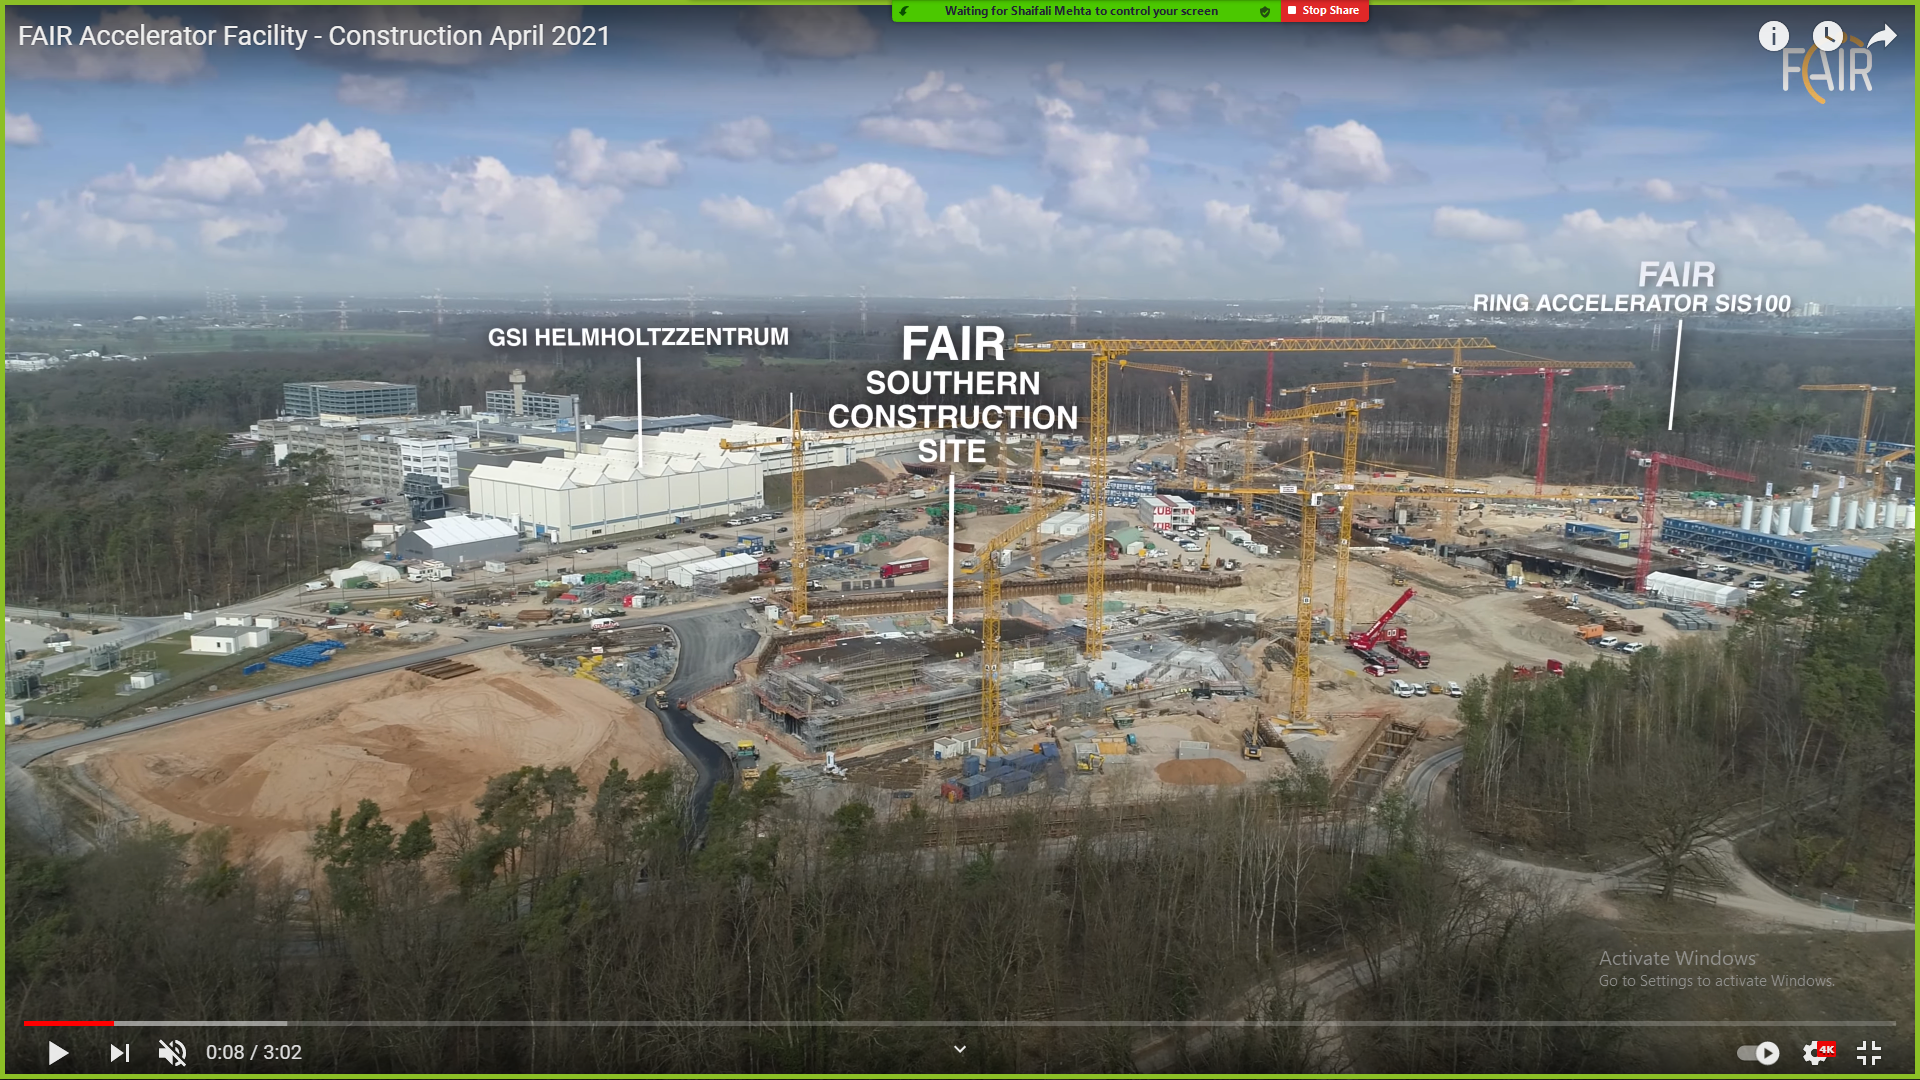 Waiting for Shaifali Mehta to control your screen
Stop Share
FAIR Accelerator Facility - Construction April 2021
FAIR
FAIR
RING ACCELERATOR SIS100
GSI HELMHOLTZZENTRUM
FAIR
SOUTHERN
CONSTRUCTION
SITE
Activate Windows
Go to Settings to activate Windows.
0:08 / 3:02
4K